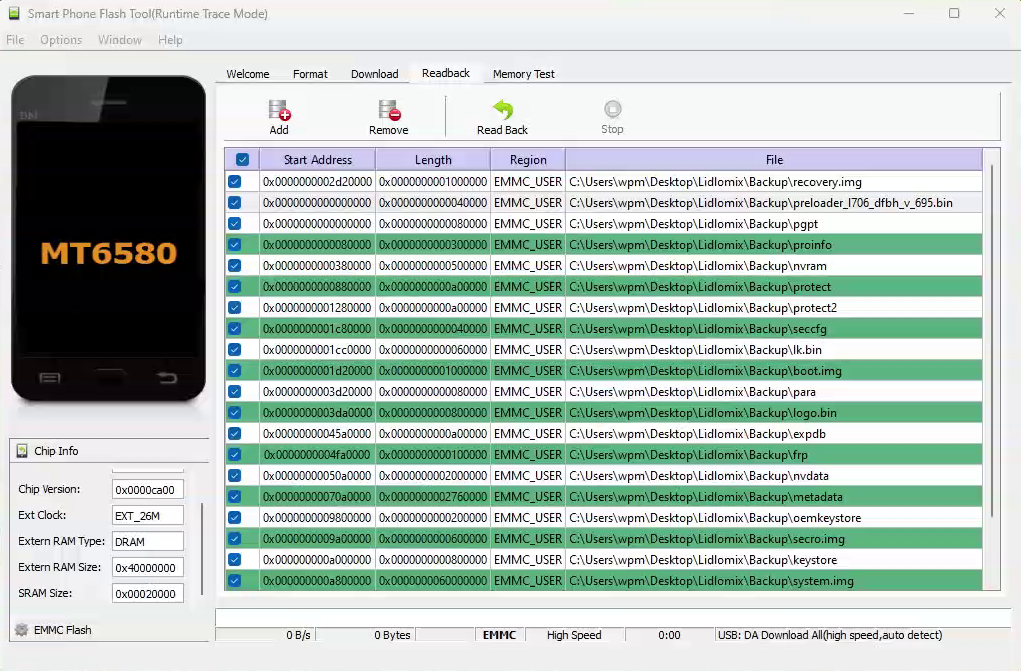 Smart Phone Flash Tool(Runtime Trace Mode)
File Options Window Help
Welcome Format Download Readback Memory Test
Add Remove Read Back Stop
Start Address Length Region File
0x0000000002d20000 0x0000000001000000 EMMC_USER C:\Users\wpm\Desktop\Lidlomix\Backup\recovery.img
0x0000000000000000 0x0000000000040000 EMMC_USER C:\Users\wpm\Desktop\Lidlomix\Backup\preloader_l706_dfbh_v_695.bin
0x0000000000000000 0x0000000000080000 EMMC_USER C:\Users\wpm\Desktop\Lidlomix\Backup\pgpt
0x0000000000080000 0x0000000000300000 EMMC_USER C:\Users\wpm\Desktop\Lidlomix\Backup\proinfo
0x0000000000380000 0x0000000000500000 EMMC_USER C:\Users\wpm\Desktop\Lidlomix\Backup\nvram
0x0000000000880000 0x0000000000a00000 EMMC_USER C:\Users\wpm\Desktop\Lidlomix\Backup\protect
0x0000000001280000 0x0000000000a00000 EMMC_USER C:\Users\wpm\Desktop\Lidlomix\Backup\protect2
0x0000000001c80000 0x0000000000040000 EMMC_USER C:\Users\wpm\Desktop\Lidlomix\Backup\seccfg
0x0000000001cc0000 0x0000000000060000 EMMC_USER C:\Users\wpm\Desktop\Lidlomix\Backup\lk.bin
0x0000000001d20000 0x0000000001000000 EMMC_USER C:\Users\wpm\Desktop\Lidlomix\Backup\boot.img
0x0000000003d20000 0x0000000000080000 EMMC_USER C:\Users\wpm\Desktop\Lidlomix\Backup\para
0x0000000003da0000 0x0000000000800000 EMMC_USER C:\Users\wpm\Desktop\Lidlomix\Backup\logo.bin
0x00000000045a0000 0x0000000000a00000 EMMC_USER C:\Users\wpm\Desktop\Lidlomix\Backup\expdb
0x0000000004fa0000 0x0000000000100000 EMMC_USER C:\Users\wpm\Desktop\Lidlomix\Backup\frp
0x00000000050a0000 0x0000000002000000 EMMC_USER C:\Users\wpm\Desktop\Lidlomix\Backup\nvdata
0x00000000070a0000 0x0000000002760000 EMMC_USER C:\Users\wpm\Desktop\Lidlomix\Backup\metadata
0x0000000009800000 0x0000000000200000 EMMC_USER C:\Users\wpm\Desktop\Lidlomix\Backup\oemkeystore
0x0000000009a00000 0x0000000000600000 EMMC_USER C:\Users\wpm\Desktop\Lidlomix\Backup\secro.img
0x000000000a000000 0x0000000000800000 EMMC_USER C:\Users\wpm\Desktop\Lidlomix\Backup\keystore
0x000000000a800000 0x0000000060000000 EMMC_USER C:\Users\wpm\Desktop\Lidlomix\Backup\system.img
MT6580
Chip Info
Chip Version: 0x0000ca00
Ext Clock: EXT_26M
Extern RAM Type: DRAM
Extern RAM Size: 0x40000000
SRAM Size: 0x00020000
EMMC Flash
0 B/s 0 Bytes EMMC High Speed 0:00 USB: DA Download All(high speed,auto detect)